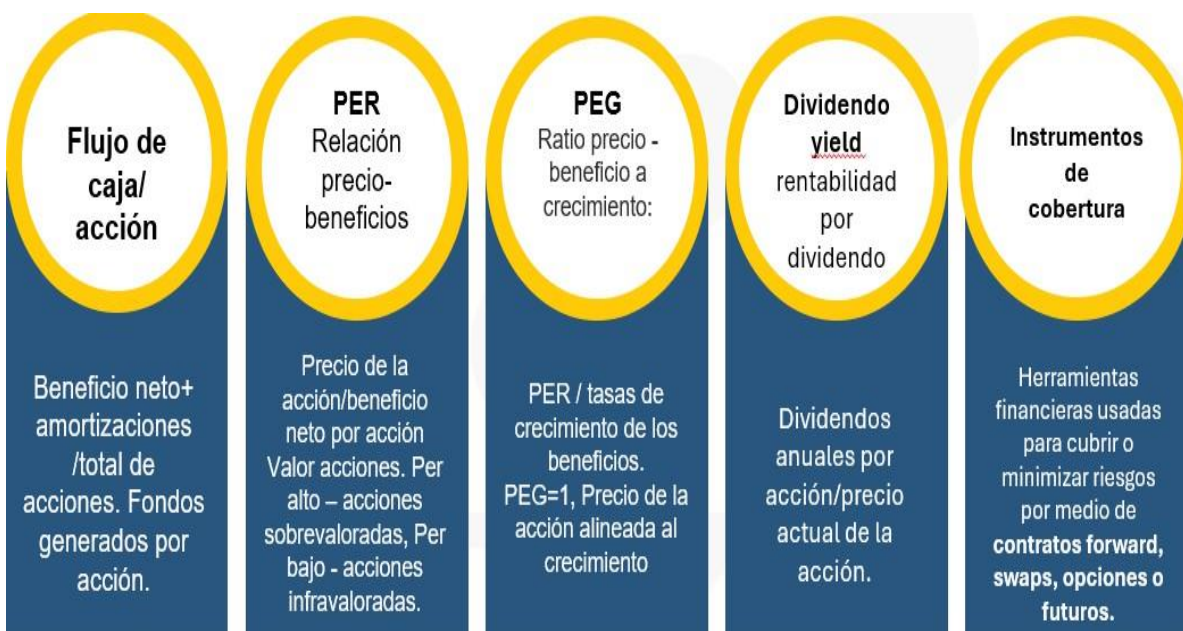 Flujo de
caja/
acción
Beneficio neto+
amortizaciones
/total de
acciones. Fondos
generados por
acción.
PER
Relación
precio-
beneficios
Precio de la
acción/beneficio
neto por acción
Valor acciones. Per
alto – acciones
sobrevaloradas, Per
bajo - acciones
infravaloradas.
PEG
Ratio precio -
beneficio a
crecimiento:
PER / tasas de
crecimiento de los
beneficios.
PEG=1, Precio de la
acción alineada al
crecimiento
Dividendo
yield
rentabilidad
por
dividendo
Dividendos
anuales por
acción/precio
actual de la
acción.
Instrumentos
de
cobertura
Herramientas
financieras usadas
para cubrir o
minimizar riesgos
por medio de
contratos forward,
swaps, opciones o
futuros.